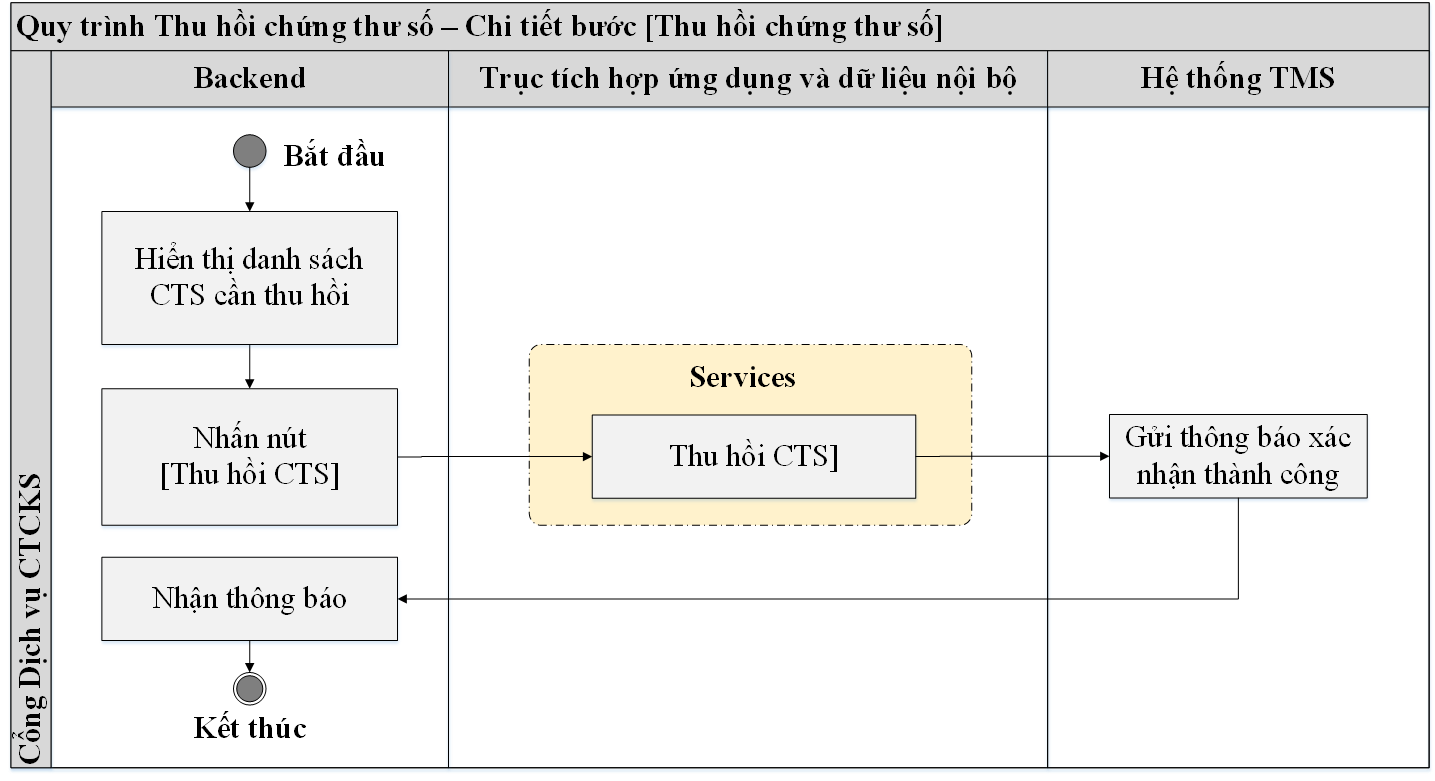 Quy trình Thu hồi chứng thư số – Chi tiết bước [Thu hồi chứng thư số]
Cổng Dịch vụ CTCKS
Backend
Trục tích hợp ứng dụng và dữ liệu nội bộ
Hệ thống TMS
Bắt đầu
Hiển thị danh sách
CTS cần thu hồi
Nhấn nút
[Thu hồi CTS]
Services
Thu hồi CTS]
Gửi thông báo xác
nhận thành công
Nhận thông báo
Kết thúc